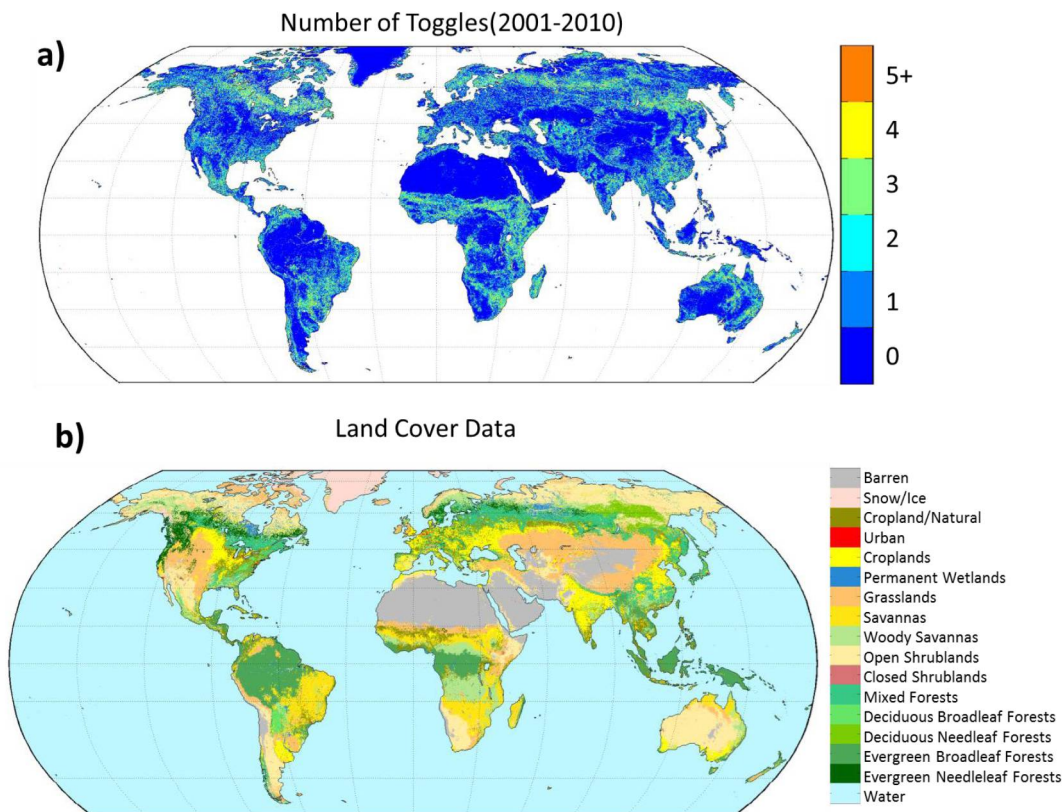 Number of Toggles(2001-2010)
a)
5+
4
3
2
1
0
b)
Land Cover Data
Barren
Snow/Ice
Cropland/Natural
Urban
Croplands
Permanent Wetlands
Grasslands
Savannas
Woody Savannas
Open Shrublands
Closed Shrublands
Mixed Forests
Deciduous Broadleaf Forests
Deciduous Needleaf Forests
Evergreen Broadleaf Forests
Evergreen Needleleaf Forests
Water